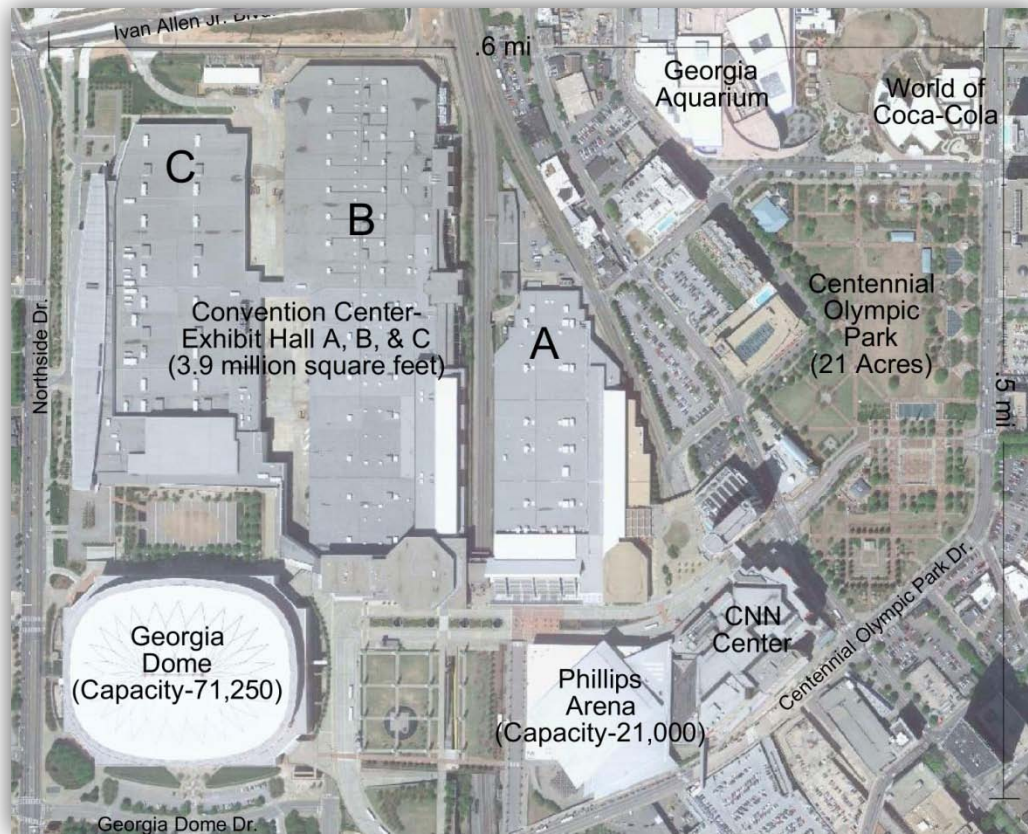 Ivan Allen Jr. Blvd
.6 mi
Georgia
Aquarium
World of
Coca-Cola
C
B
A
Convention Center-
Exhibit Hall A, B, & C
(3.9 million square feet)
Centennial
Olympic
Park
(21 Acres)
Northside Dr.
.5 mi
Georgia
Dome
(Capacity-71,250)
CNN
Center
Phillips
Arena
(Capacity-21,000)
Centennial Olympic Park Dr.
Georgia Dome Dr.